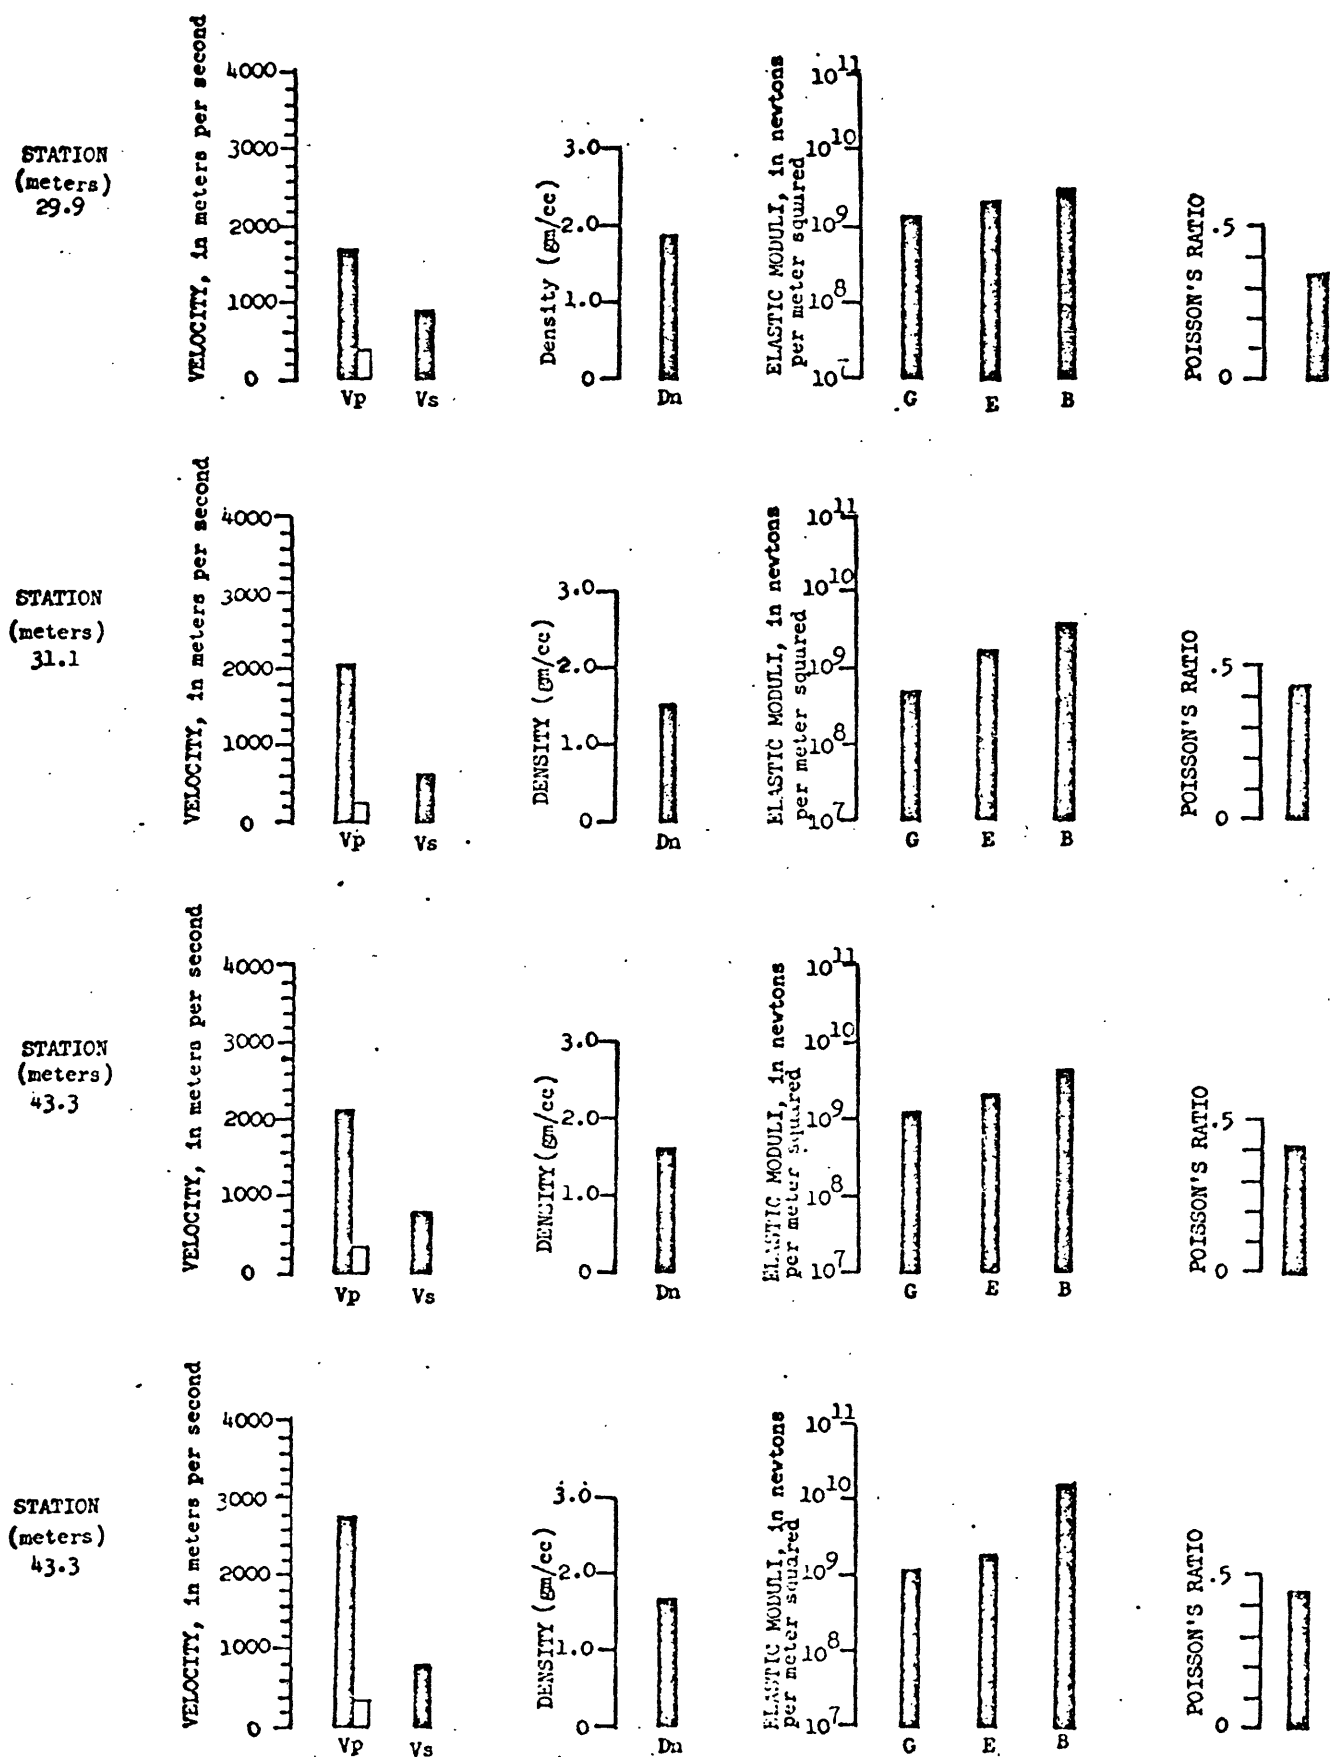 STATION
(meters)
29.9
VELOCITY, in meters per second
4000
3000
2000
1000
0
Vp
Vs
Density (gm/cc)
3.0
2.0
1.0
0
Dn
ELASTIC MODULI, in newtons
per meter squared
10^11
10^10
10^9
10^8
10^7
G
E
B
POISSON'S RATIO
.5
0
STATION
(meters)
31.1
VELOCITY, in meters per second
4000
3000
2000
1000
0
Vp
Vs
DENSITY (gm/cc)
3.0
2.0
1.0
0
Dn
ELASTIC MODULI, in newtons
per meter squared
10^11
10^10
10^9
10^8
10^7
G
E
B
POISSON'S RATIO
.5
0
STATION
(meters)
43.3
VELOCITY, in meters per second
4000
3000
2000
1000
0
Vp
Vs
DENSITY (gm/cc)
3.0
2.0
1.0
0
Dn
ELASTIC MODULI, in newtons
per meter squared
10^11
10^10
10^9
10^8
10^7
G
E
B
POISSON'S RATIO
.5
0
STATION
(meters)
43.3
VELOCITY, in meters per second
4000
3000
2000
1000
0
Vp
Vs
DENSITY (gm/cc)
3.0
2.0
1.0
0
Dn
ELASTIC MODULI, in newtons
per meter squared
10^11
10^10
10^9
10^8
10^7
G
E
B
POISSON'S RATIO
.5
0